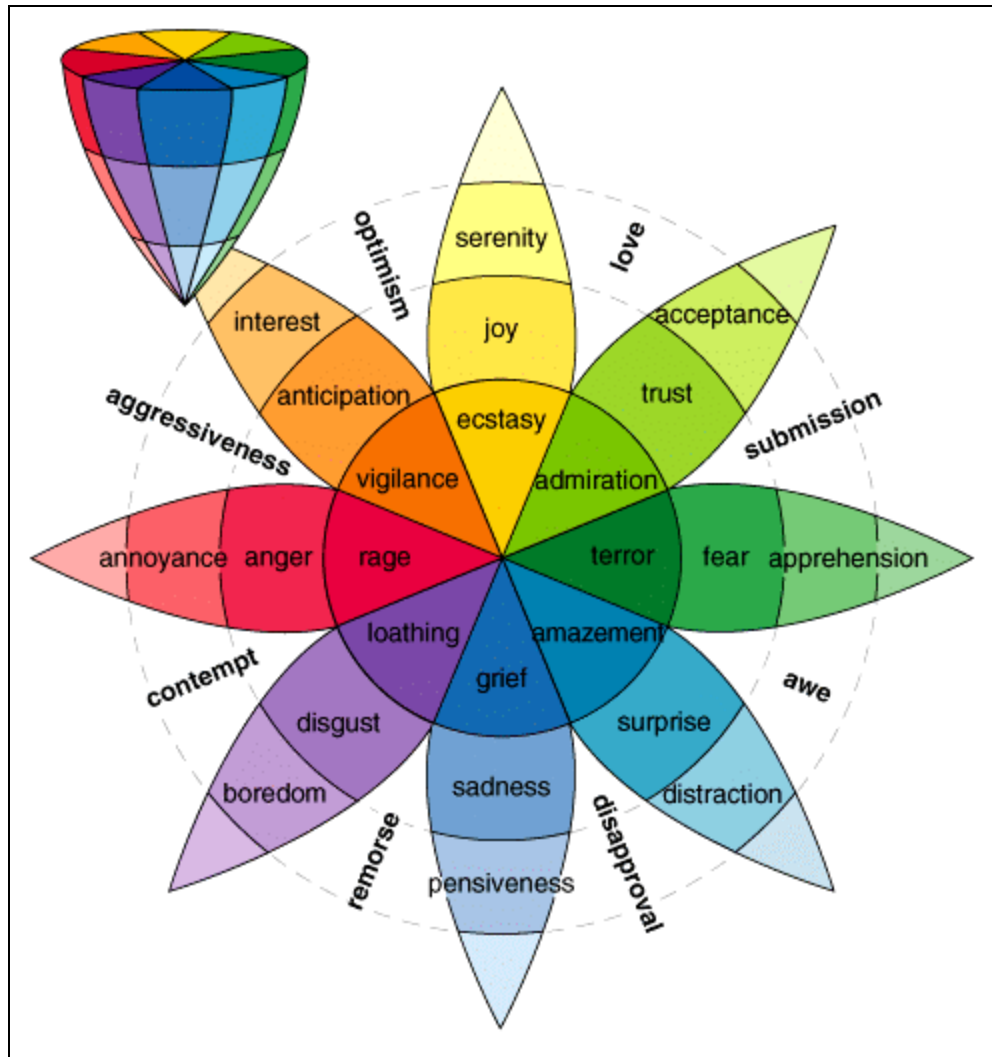 optimism
love
serenity
interest
acceptance
joy
anticipation
trust
aggressiveness
submission
ecstasy
vigilance
admiration
annoyance
anger
rage
terror
fear
apprehension
loathing
amazement
contempt
grief
awe
disgust
surprise
boredom
sadness
distraction
remorse
disapproval
pensiveness